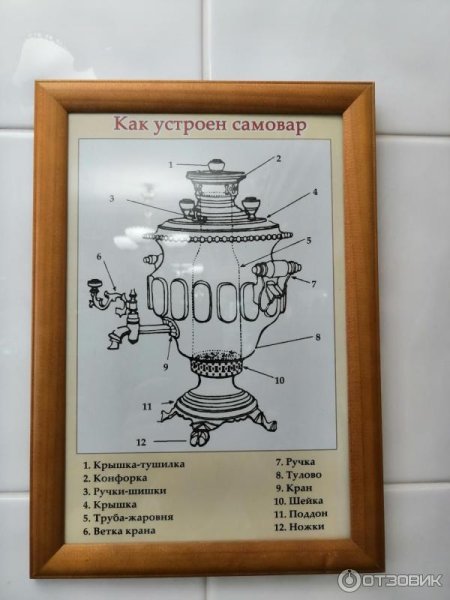 Как устроен самовар
1
2
3
4
5
6
7
8
9
10
11
12
1. Крышка-тушилка
2. Конфорка
3. Ручки-шишки
4. Крышка
5. Труба-жаровня
6. Ветка крана
7. Ручка
8. Тулово
9. Кран
10. Шейка
11. Поддон
12. Ножки
ОТЗОВИК